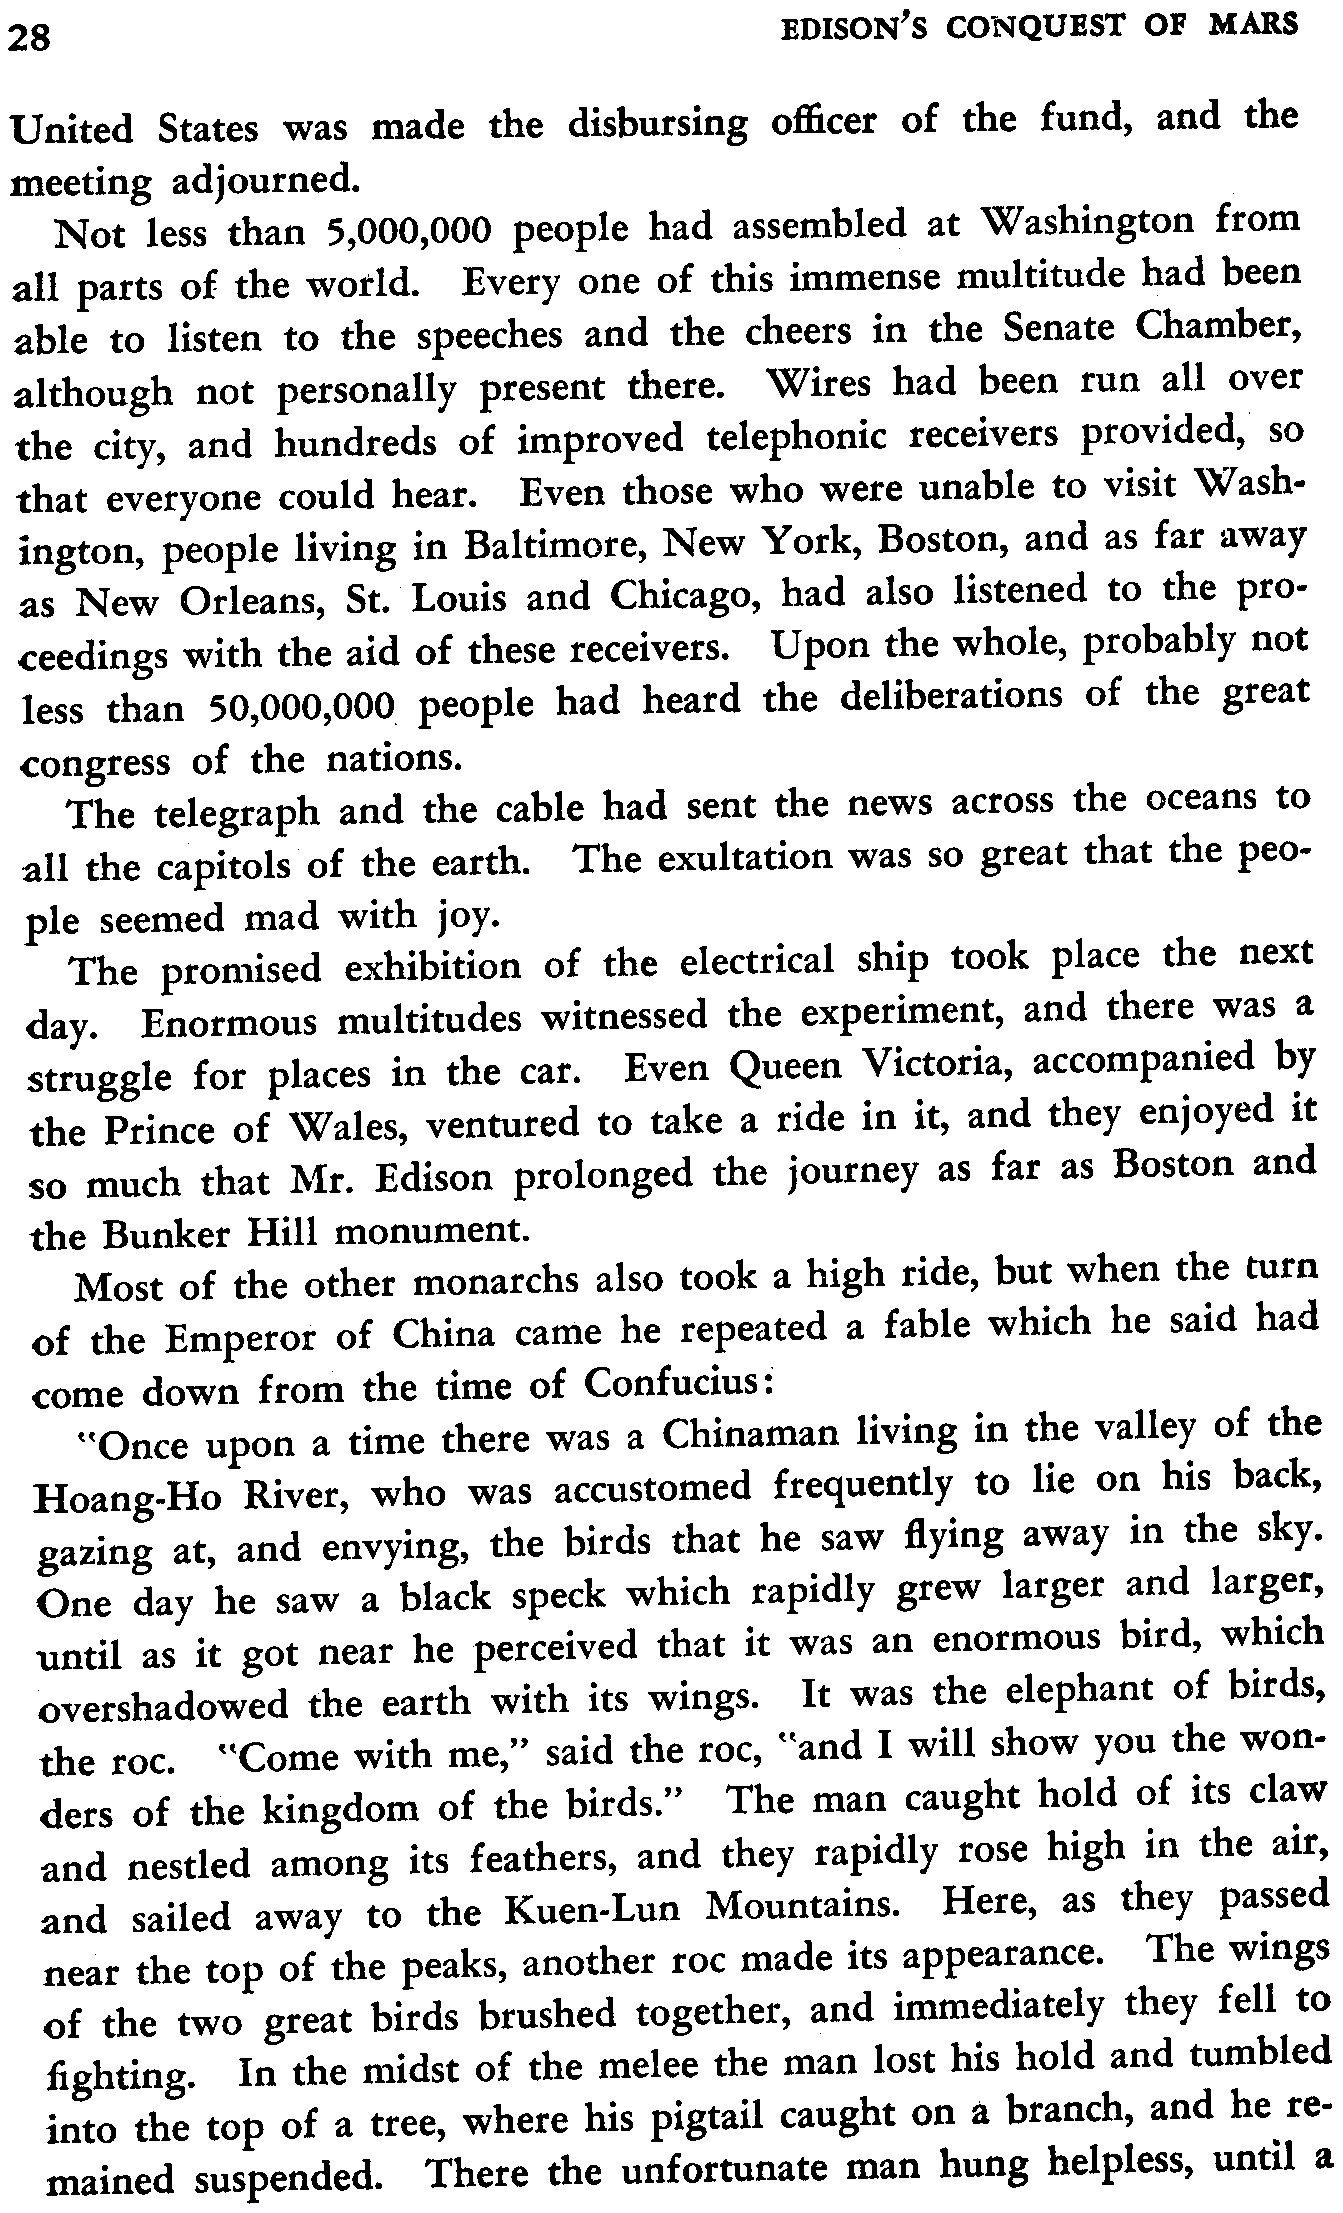 28 EDISON'S CONQUEST OF MARS
United States was made the disbursing officer of the fund, and the
meeting adjourned.
Not less than 5,000,000 people had assembled at Washington from
all parts of the world. Every one of this immense multitude had been
able to listen to the speeches and the cheers in the Senate Chamber,
although not personally present there. Wires had been run all over
the city, and hundreds of improved telephonic receivers provided, so
that everyone could hear. Even those who were unable to visit Wash-
ington, people living in Baltimore, New York, Boston, and as far away
as New Orleans, St. Louis and Chicago, had also listened to the pro-
ceedings with the aid of these receivers. Upon the whole, probably not
less than 50,000,000 people had heard the deliberations of the great
congress of the nations.
The telegraph and the cable had sent the news across the oceans to
all the capitols of the earth. The exultation was so great that the peo-
ple seemed mad with joy.
The promised exhibition of the electrical ship took place the next
day. Enormous multitudes witnessed the experiment, and there was a
struggle for places in the car. Even Queen Victoria, accompanied by
the Prince of Wales, ventured to take a ride in it, and they enjoyed it
so much that Mr. Edison prolonged the journey as far as Boston and
the Bunker Hill monument.
Most of the other monarchs also took a high ride, but when the turn
of the Emperor of China came he repeated a fable which he said had
come down from the time of Confucius:
"Once upon a time there was a Chinaman living in the valley of the
Hoang-Ho River, who was accustomed frequently to lie on his back,
gazing at, and envying, the birds that he saw flying away in the sky.
One day he saw a black speck which rapidly grew larger and larger,
until as it got near he perceived that it was an enormous bird, which
overshadowed the earth with its wings. It was the elephant of birds,
the roc. "Come with me," said the roc, "and I will show you the won-
ders of the kingdom of the birds." The man caught hold of its claw
and nestled among its feathers, and they rapidly rose high in the air,
and sailed away to the Kuen-Lun Mountains. Here, as they passed
near the top of the peaks, another roc made its appearance. The wings
of the two great birds brushed together, and immediately they fell to
fighting. In the midst of the melee the man lost his hold and tumbled
into the top of a tree, where his pigtail caught on a branch, and he re-
mained suspended. There the unfortunate man hung helpless, until a